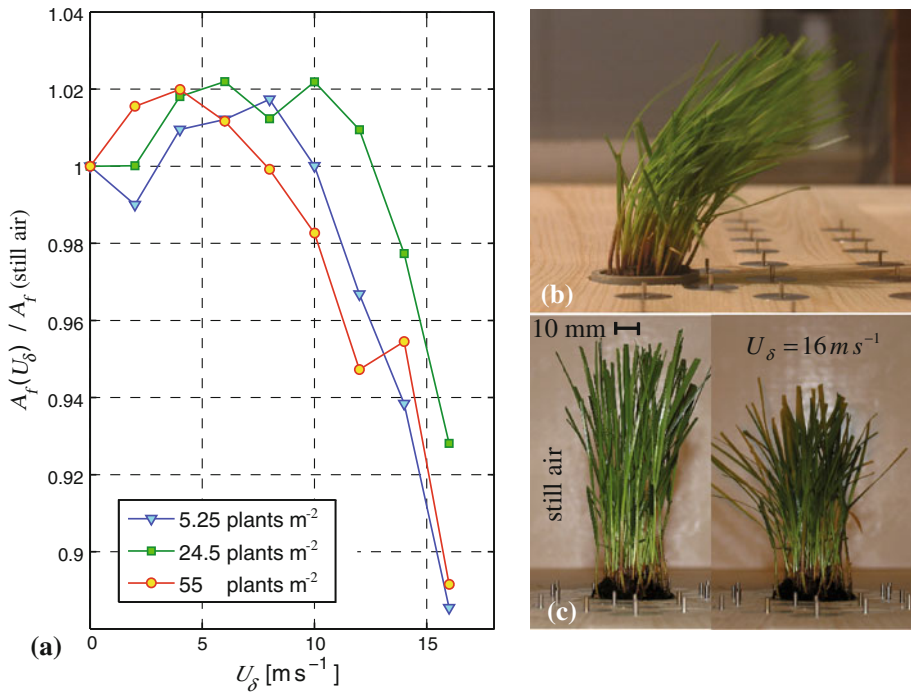 1.04
1.02
1
0.98
0.96
0.94
0.92
0.9
A_f(U_δ) / A_f (still air)
5.25 plants m⁻²
24.5 plants m⁻²
55 plants m⁻²
0 5 10 15
(a)
U_δ [m s⁻¹]
(b)
10 mm
U_δ = 16 m s⁻¹
still air
(c)